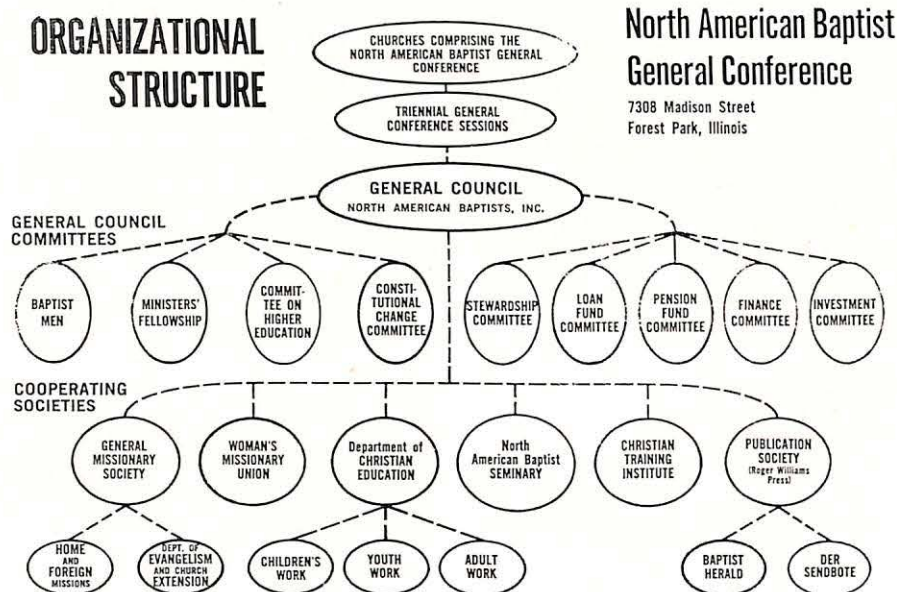 ORGANIZATIONAL
STRUCTURE
North American Baptist
General Conference
7308 Madison Street
Forest Park, Illinois
CHURCHES COMPRISING THE
NORTH AMERICAN BAPTIST GENERAL
CONFERENCE
TRIENNIAL GENERAL
CONFERENCE SESSIONS
GENERAL COUNCIL
NORTH AMERICAN BAPTISTS, INC.
GENERAL COUNCIL
COMMITTEES
BAPTIST
MEN
MINISTERS'
FELLOWSHIP
COMMIT-
TEE ON
HIGHER
EDUCATION
CONSTI-
TUTIONAL
CHANGE
COMMITTEE
STEWARDSHIP
COMMITTEE
LOAN
FUND
COMMITTEE
PENSION
FUND
COMMITTEE
FINANCE
COMMITTEE
INVESTMENT
COMMITTEE
COOPERATING
SOCIETIES
GENERAL
MISSIONARY
SOCIETY
WOMAN'S
MISSIONARY
UNION
Department of
CHRISTIAN
EDUCATION
North
American Baptist
SEMINARY
CHRISTIAN
TRAINING
INSTITUTE
PUBLICATION
SOCIETY
(Roger Williams
Press)
HOME
AND
FOREIGN
MISSIONS
DEPT. OF
EVANGELISM
AND CHURCH
EXTENSION
CHILDREN'S
WORK
YOUTH
WORK
ADULT
WORK
BAPTIST
HERALD
DER
SENDBOTE